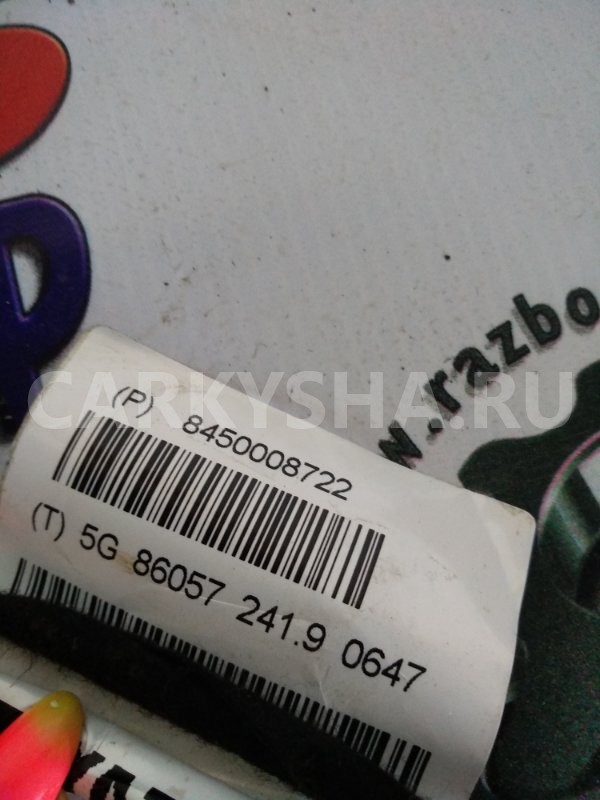 www.razbo
CARKYSHA.RU
(P) 8450008722
(T) 5G 86057 241.9 0647